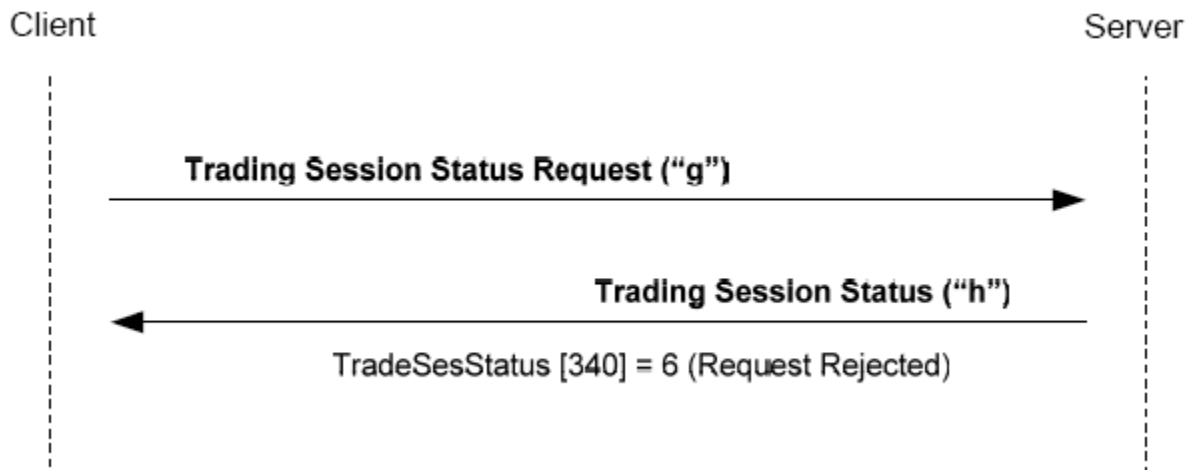 Client
Server
Trading Session Status Request (“g”)
Trading Session Status (“h”)
TradeSesStatus [340] = 6 (Request Rejected)